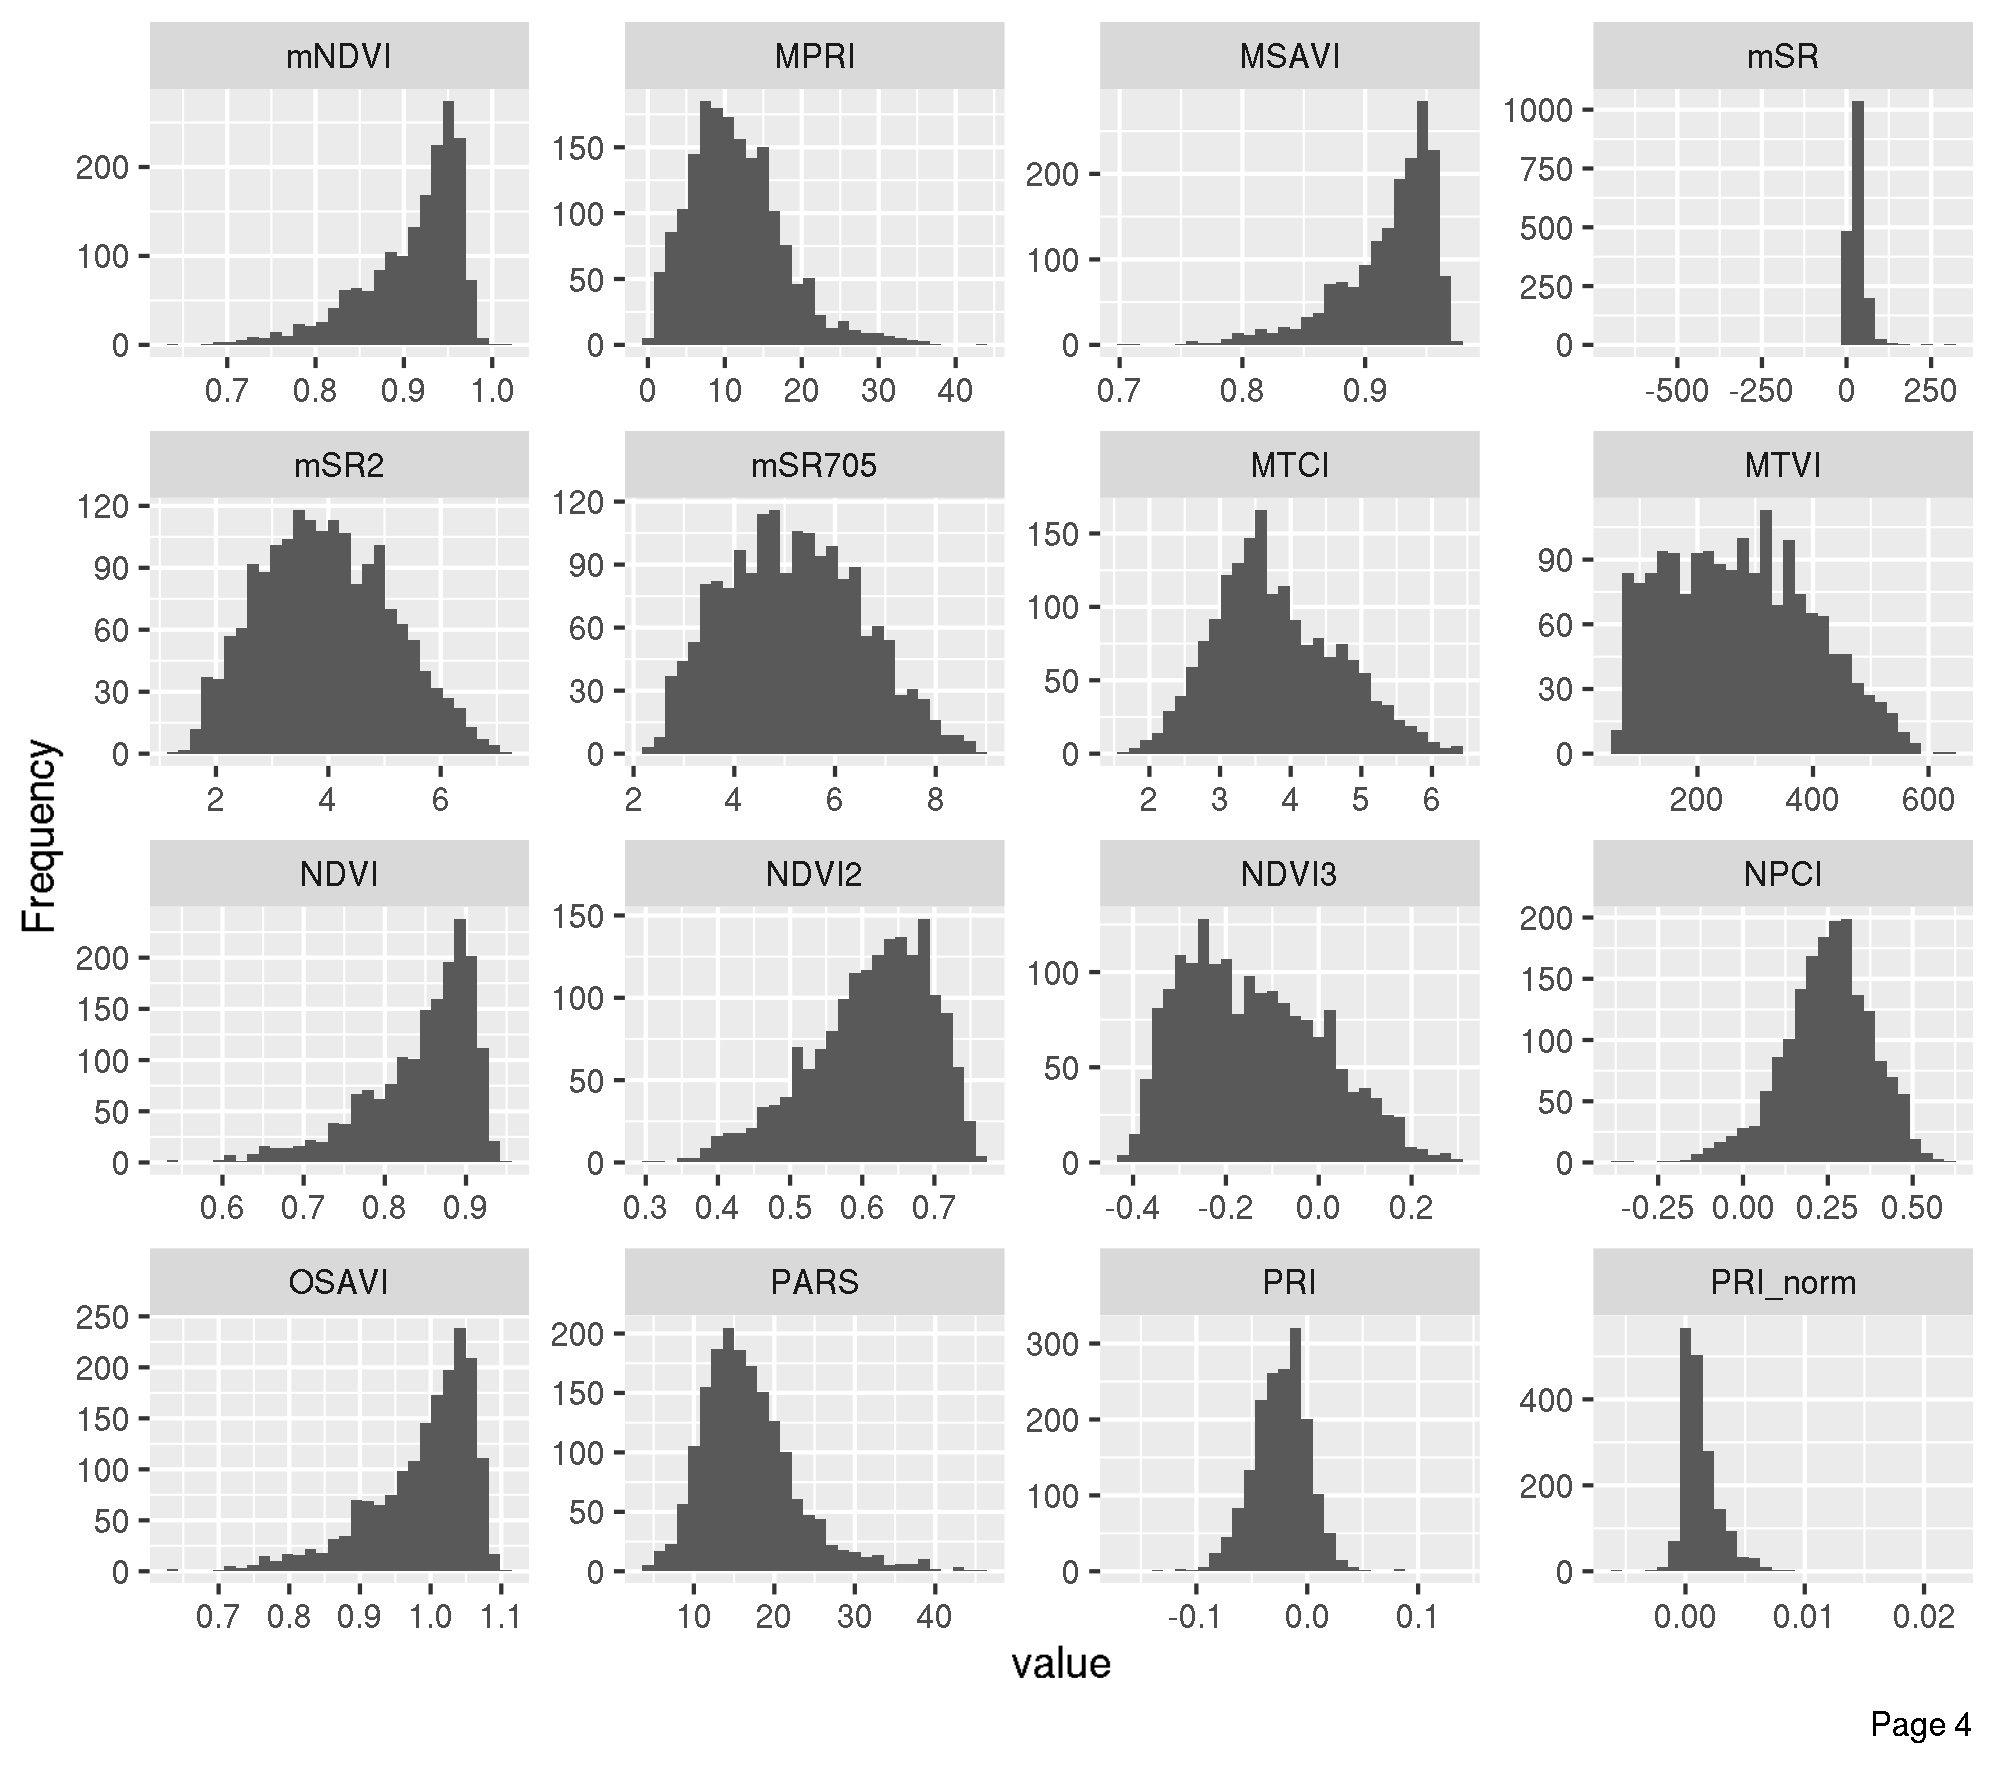 mNDVI MPRI MSAVI mSR
200
100
0
0.7 0.8 0.9 1.0
150
100
50
0
0 10 20 30 40
200
100
0
0.7 0.8 0.9
1000
750
500
250
0
-500 -250 0 250
mSR2 mSR705 MTCI MTVI
120
90
60
30
0
2 4 6
120
90
60
30
0
2 4 6 8
150
100
50
0
2 3 4 5 6
90
60
30
0
200 400 600
NDVI NDVI2 NDVI3 NPCI
200
150
100
50
0
0.6 0.7 0.8 0.9
150
100
50
0
0.3 0.4 0.5 0.6 0.7
100
50
0
-0.4 -0.2 0.0 0.2
200
150
100
50
0
-0.25 0.00 0.25 0.50
OSAVI PARS PRI PRI_norm
250
200
150
100
50
0
0.7 0.8 0.9 1.0 1.1
200
150
100
50
0
10 20 30 40
300
200
100
0
-0.1 0.0 0.1
400
200
0
0.00 0.01 0.02
Frequency
value
Page 4